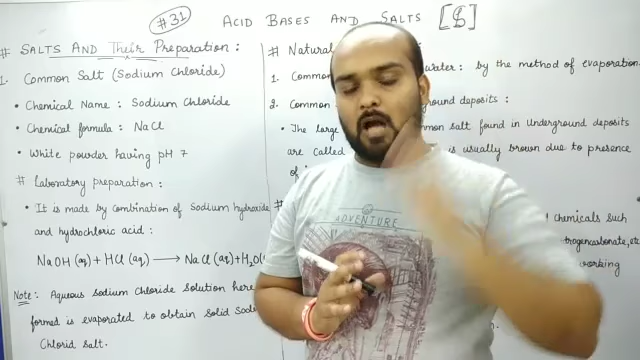 #31
ACID BASES AND SALTS [8]
# SALTS AND Their Preparation :
1. Common Salt (Sodium Chloride)
• Chemical Name : Sodium Chloride
• Chemical formula : NaCl
• White powder having pH 7
# Laboratory preparation :
• It is made by combination of Sodium hydroxide
and hydrochloric acid :
NaOH (aq) + HCl (aq) ⟶ NaCl (aq) + H₂O(
Note : Aqueous sodium chloride solution here
formed is evaporated to obtain solid
Chlorid salt.
# Natural
1. Common water : by the method of evaporation.
2. Common ground deposits :
• The large common salt found in Underground deposits
are called is usually brown due to presence
of
#
chemicals such
etc
working
ADVENTURE